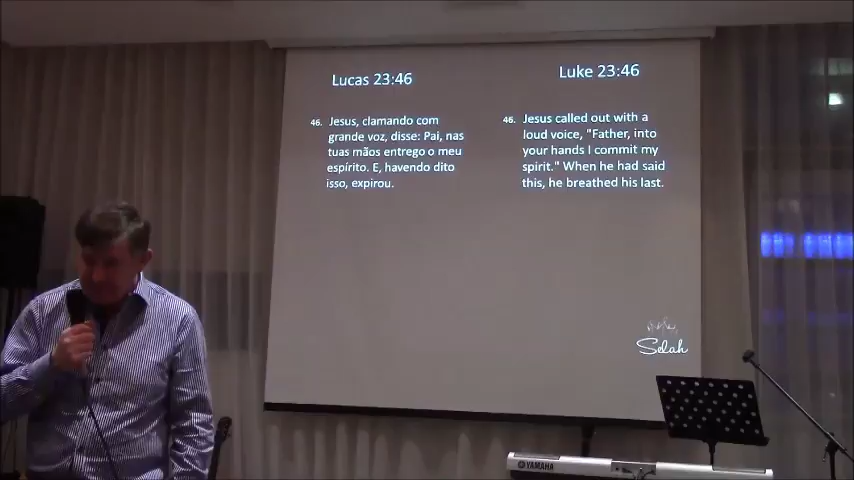 Lucas 23:46
46. Jesus, clamando com
grande voz, disse: Pai, nas
tuas mãos entrego o meu
espírito. E, havendo dito
isso, expirou.
Luke 23:46
46. Jesus called out with a
loud voice, "Father, into
your hands I commit my
spirit." When he had said
this, he breathed his last.
Selah
YAMAHA